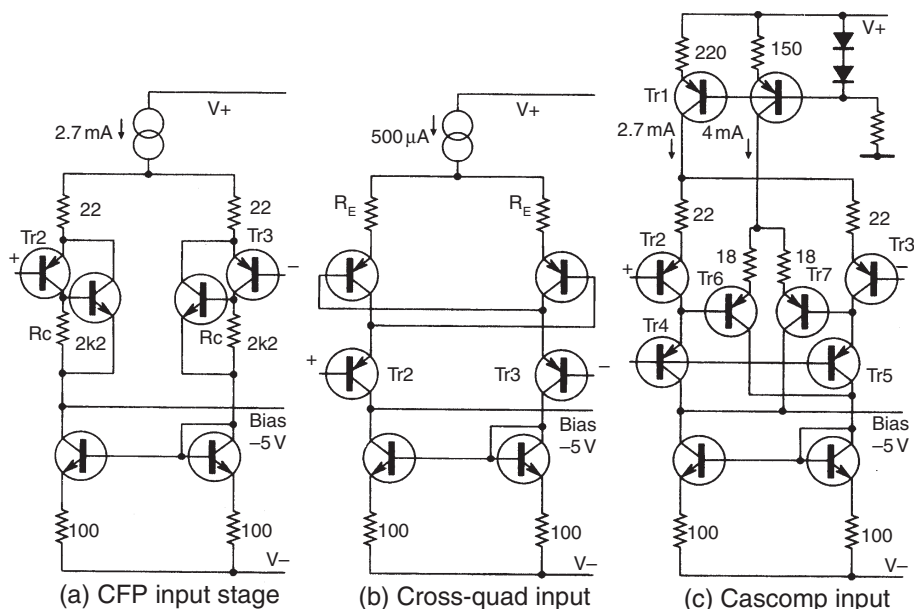 V+
2.7 mA
22
22
Tr2
Tr3
+
−
Rc
2k2
Rc
2k2
Bias
−5 V
100
100
V−
(a) CFP input stage
V+
500 µA
R_E
R_E
+
Tr2
Tr3
−
Bias
−5 V
100
100
V−
(b) Cross-quad input
220
150
V+
Tr1
2.7 mA
4 mA
22
22
Tr2
Tr3
+
−
18
18
Tr6
Tr7
Tr4
Tr5
Bias
−5 V
100
100
V−
(c) Cascomp input